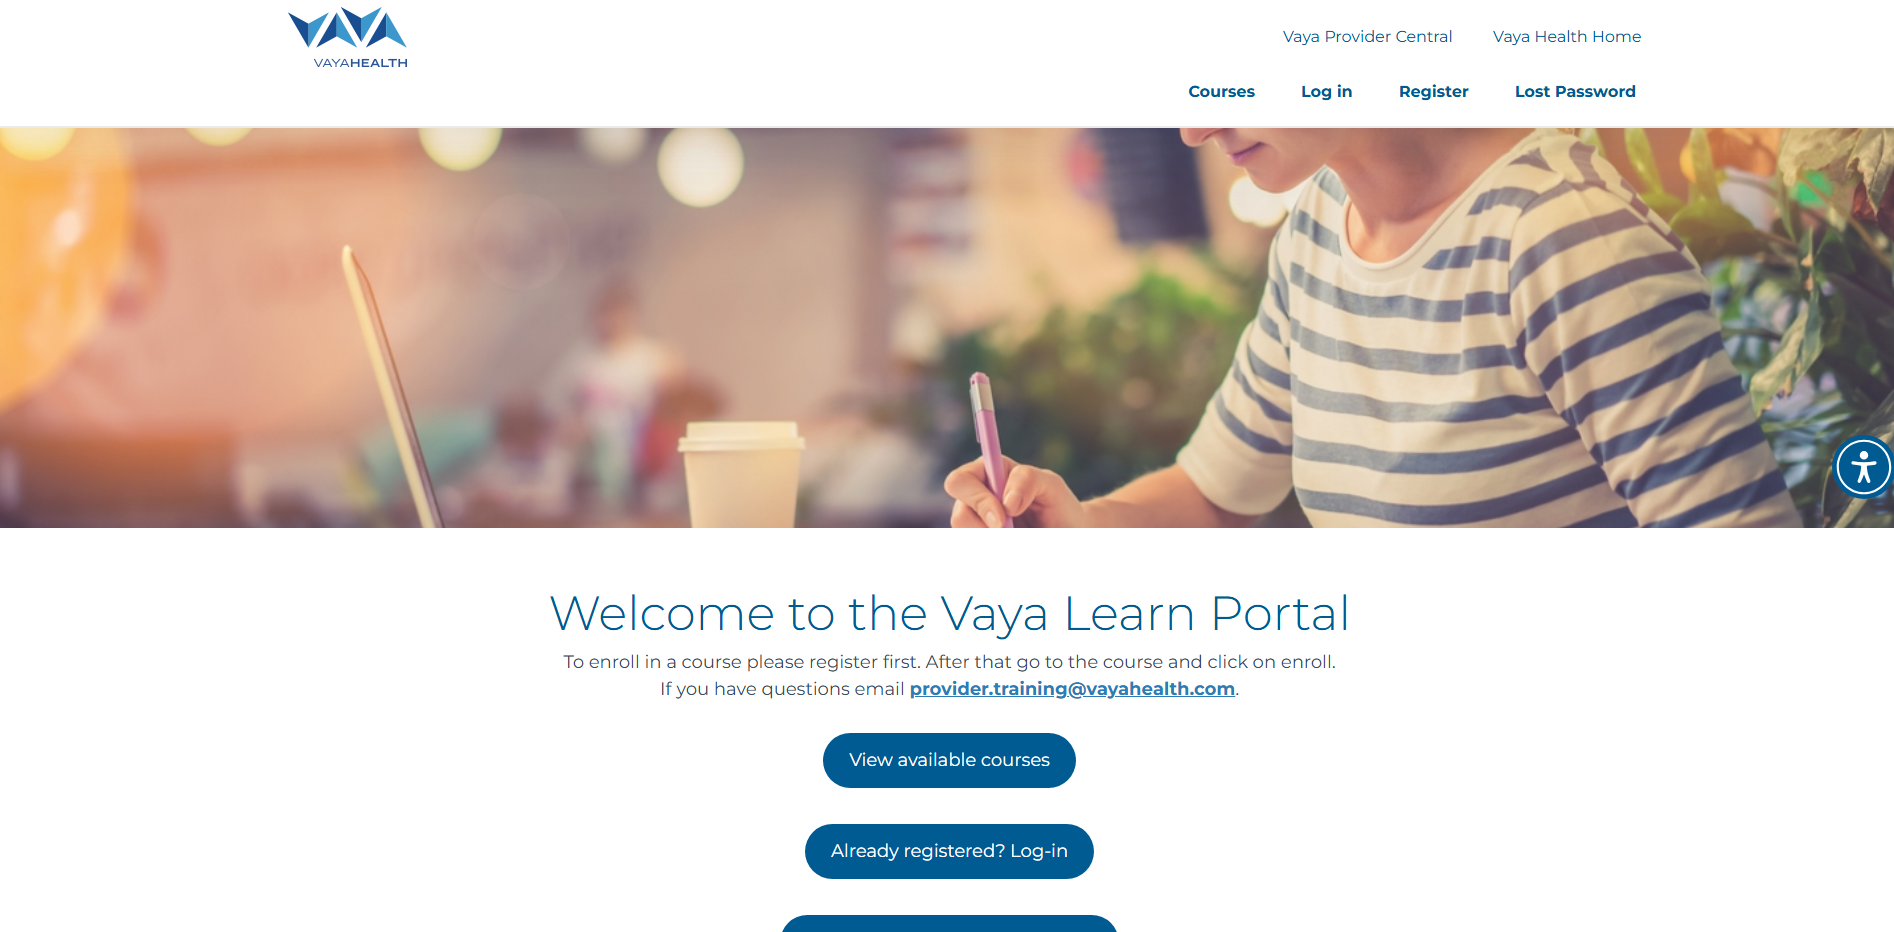 VAYA
VAYAHEALTH
Vaya Provider Central
Vaya Health Home
Courses
Log in
Register
Lost Password
Welcome to the Vaya Learn Portal
To enroll in a course please register first. After that go to the course and click on enroll.
If you have questions email provider.training@vayahealth.com.
View available courses
Already registered? Log-in